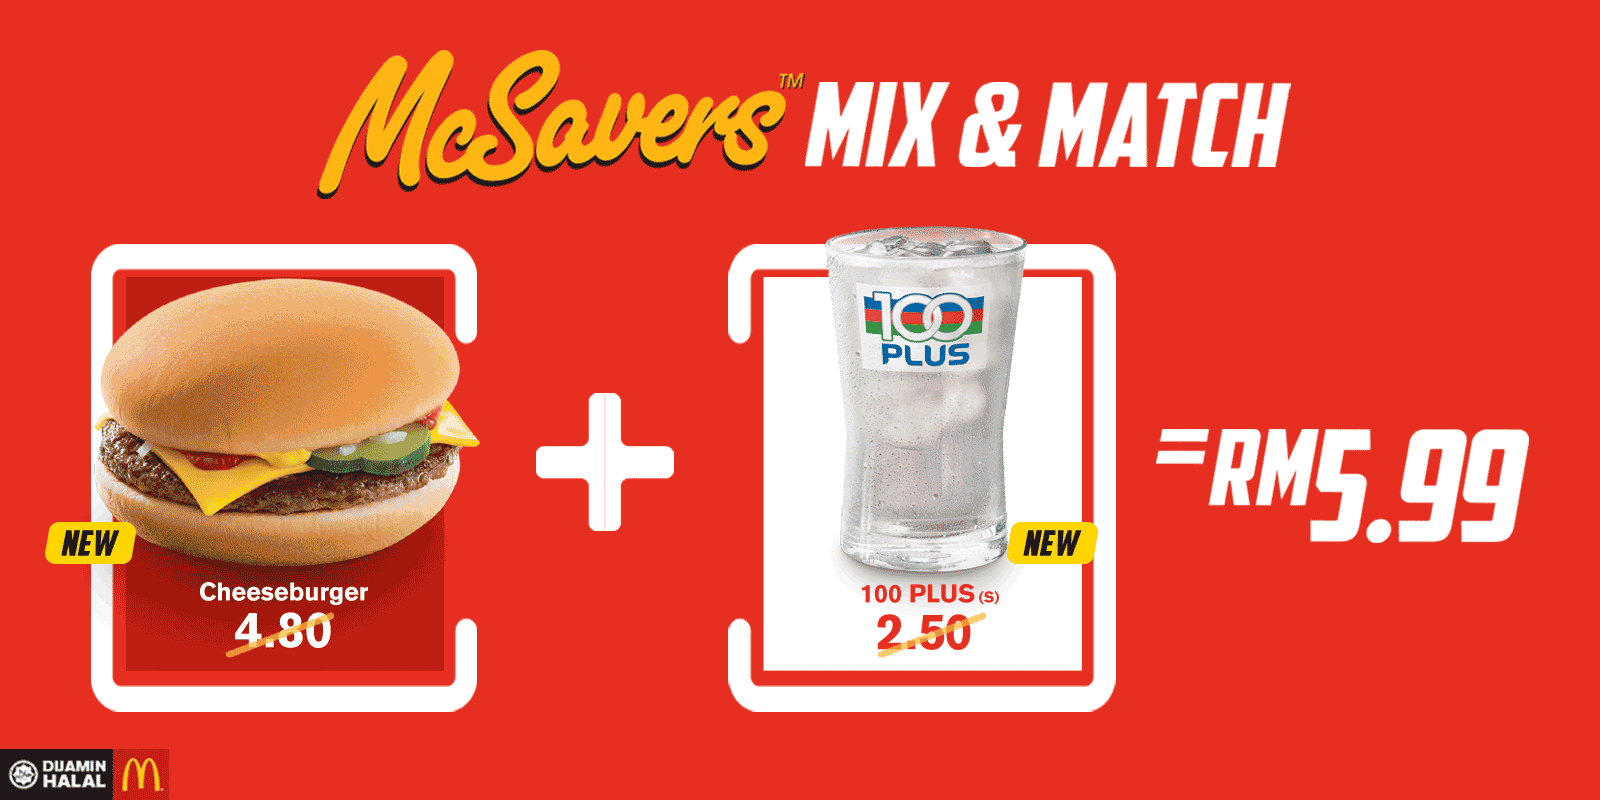 McSavers™ MIX & MATCH
100
PLUS
=RM5.99
NEW
NEW
Cheeseburger
4.80
100 PLUS (S)
2.50
DIJAMIN
HALAL